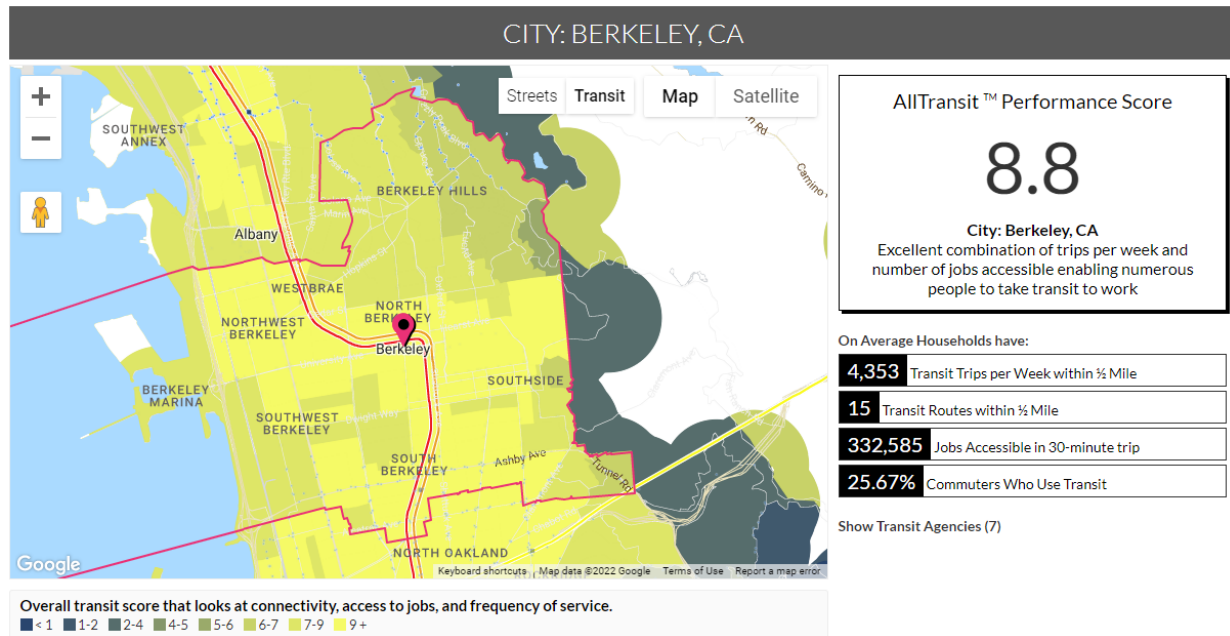 CITY: BERKELEY, CA
Streets
Transit
Map
Satellite
+
−
SOUTHWEST
ANNEX
BERKELEY HILLS
Camino
Rd
Albany
WESTBRAE
NORTH
BERKELEY
NORTHWEST
BERKELEY
Berkeley
BERKELEY
MARINA
SOUTHSIDE
SOUTHWEST
BERKELEY
Dwight Way
SOUTH
BERKELEY
Ashby Ave
Tunnel Rd
NORTH OAKLAND
Google
Keyboard shortcuts
Map data ©2022 Google
Terms of Use
Report a map error
Overall transit score that looks at connectivity, access to jobs, and frequency of service.
< 1 1-2 2-4 4-5 5-6 6-7 7-9 9 +
AllTransit ™ Performance Score
8.8
City: Berkeley, CA
Excellent combination of trips per week and
number of jobs accessible enabling numerous
people to take transit to work
On Average Households have:
4,353 Transit Trips per Week within ½ Mile
15 Transit Routes within ½ Mile
332,585 Jobs Accessible in 30-minute trip
25.67% Commuters Who Use Transit
Show Transit Agencies (7)